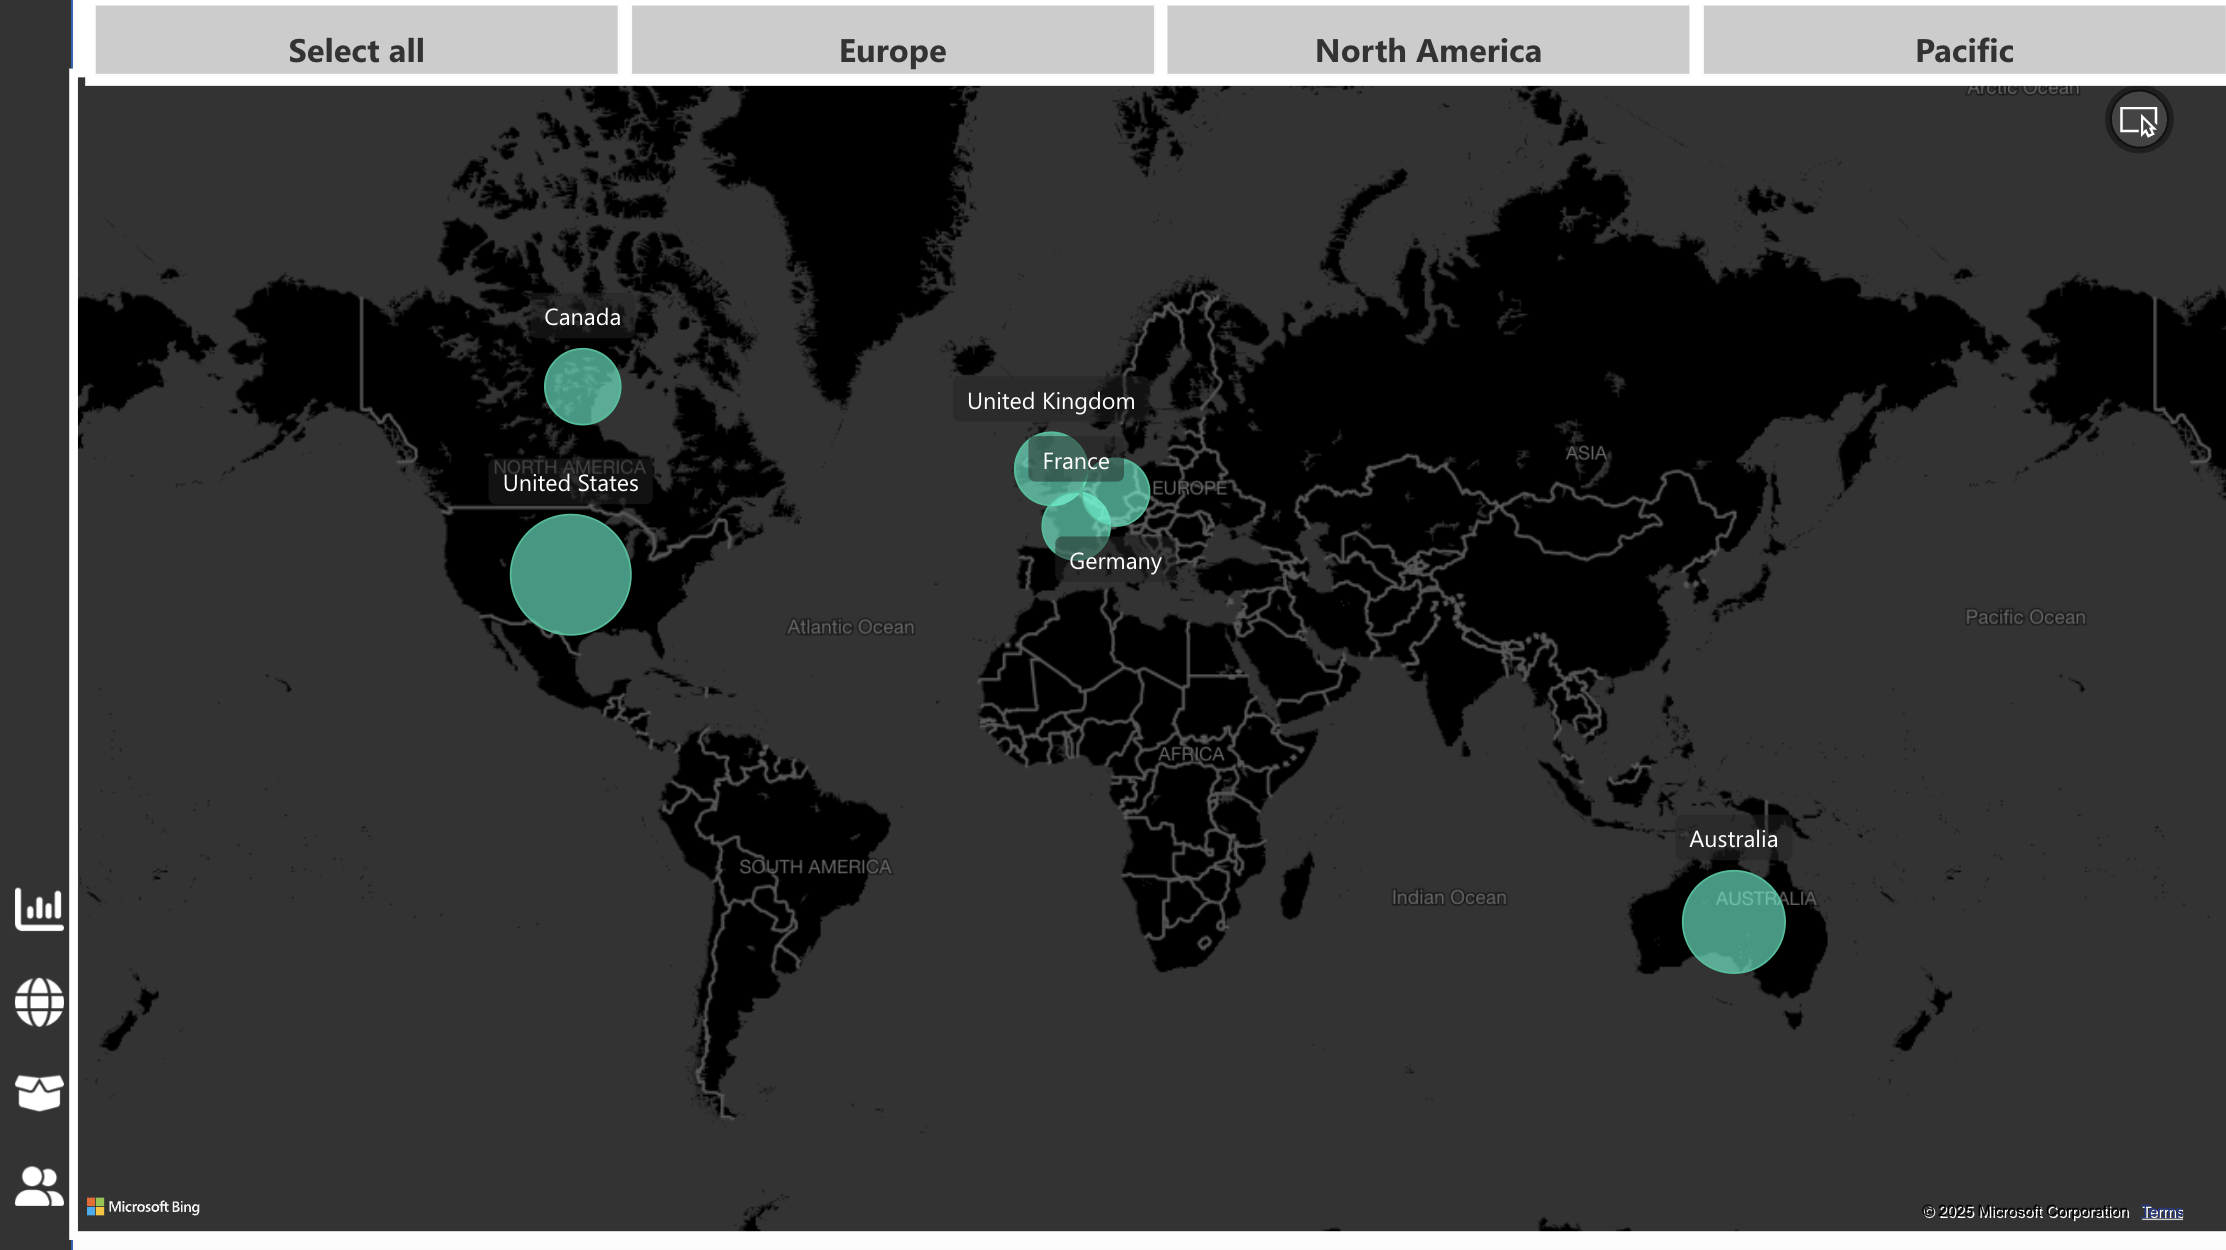 Select all
Europe
North America
Pacific
Arctic Ocean
Canada
United Kingdom
NORTH AMERICA
United States
France
EUROPE
ASIA
Germany
Atlantic Ocean
Pacific Ocean
AFRICA
Australia
SOUTH AMERICA
Indian Ocean
AUSTRALIA
Microsoft Bing
© 2025 Microsoft Corporation Terms